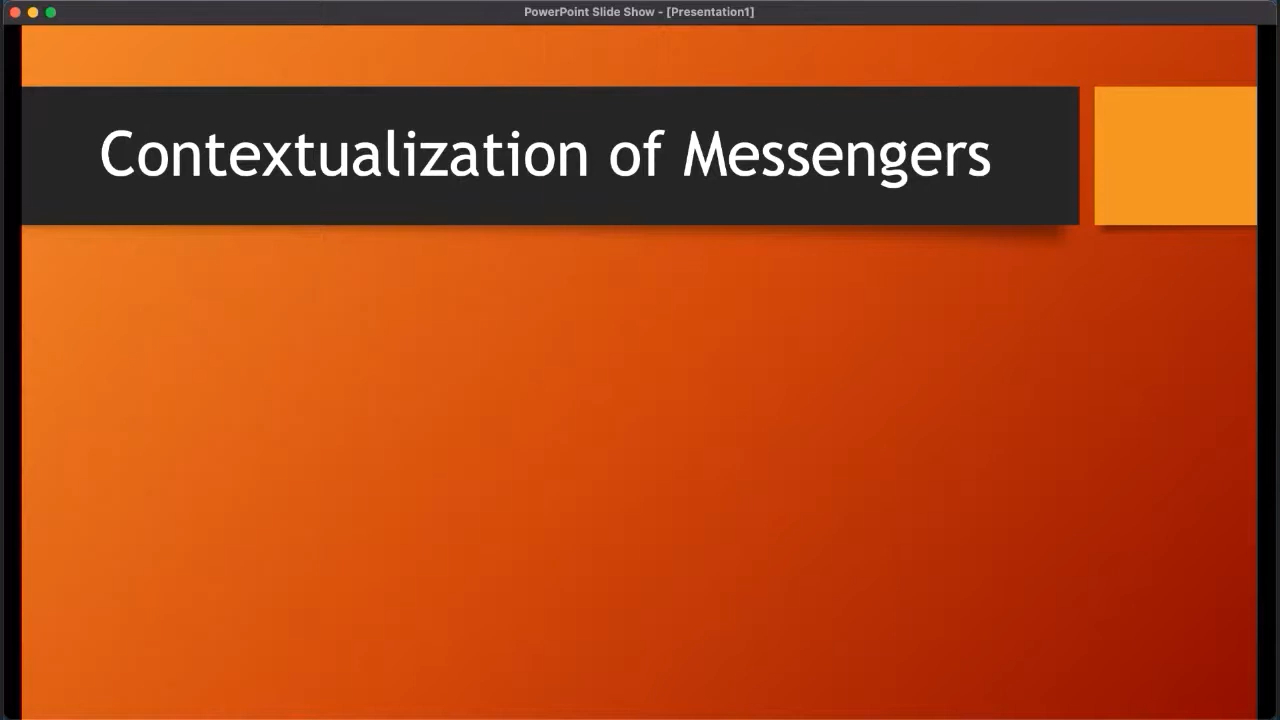 PowerPoint Slide Show - [Presentation1]
Contextualization of Messengers